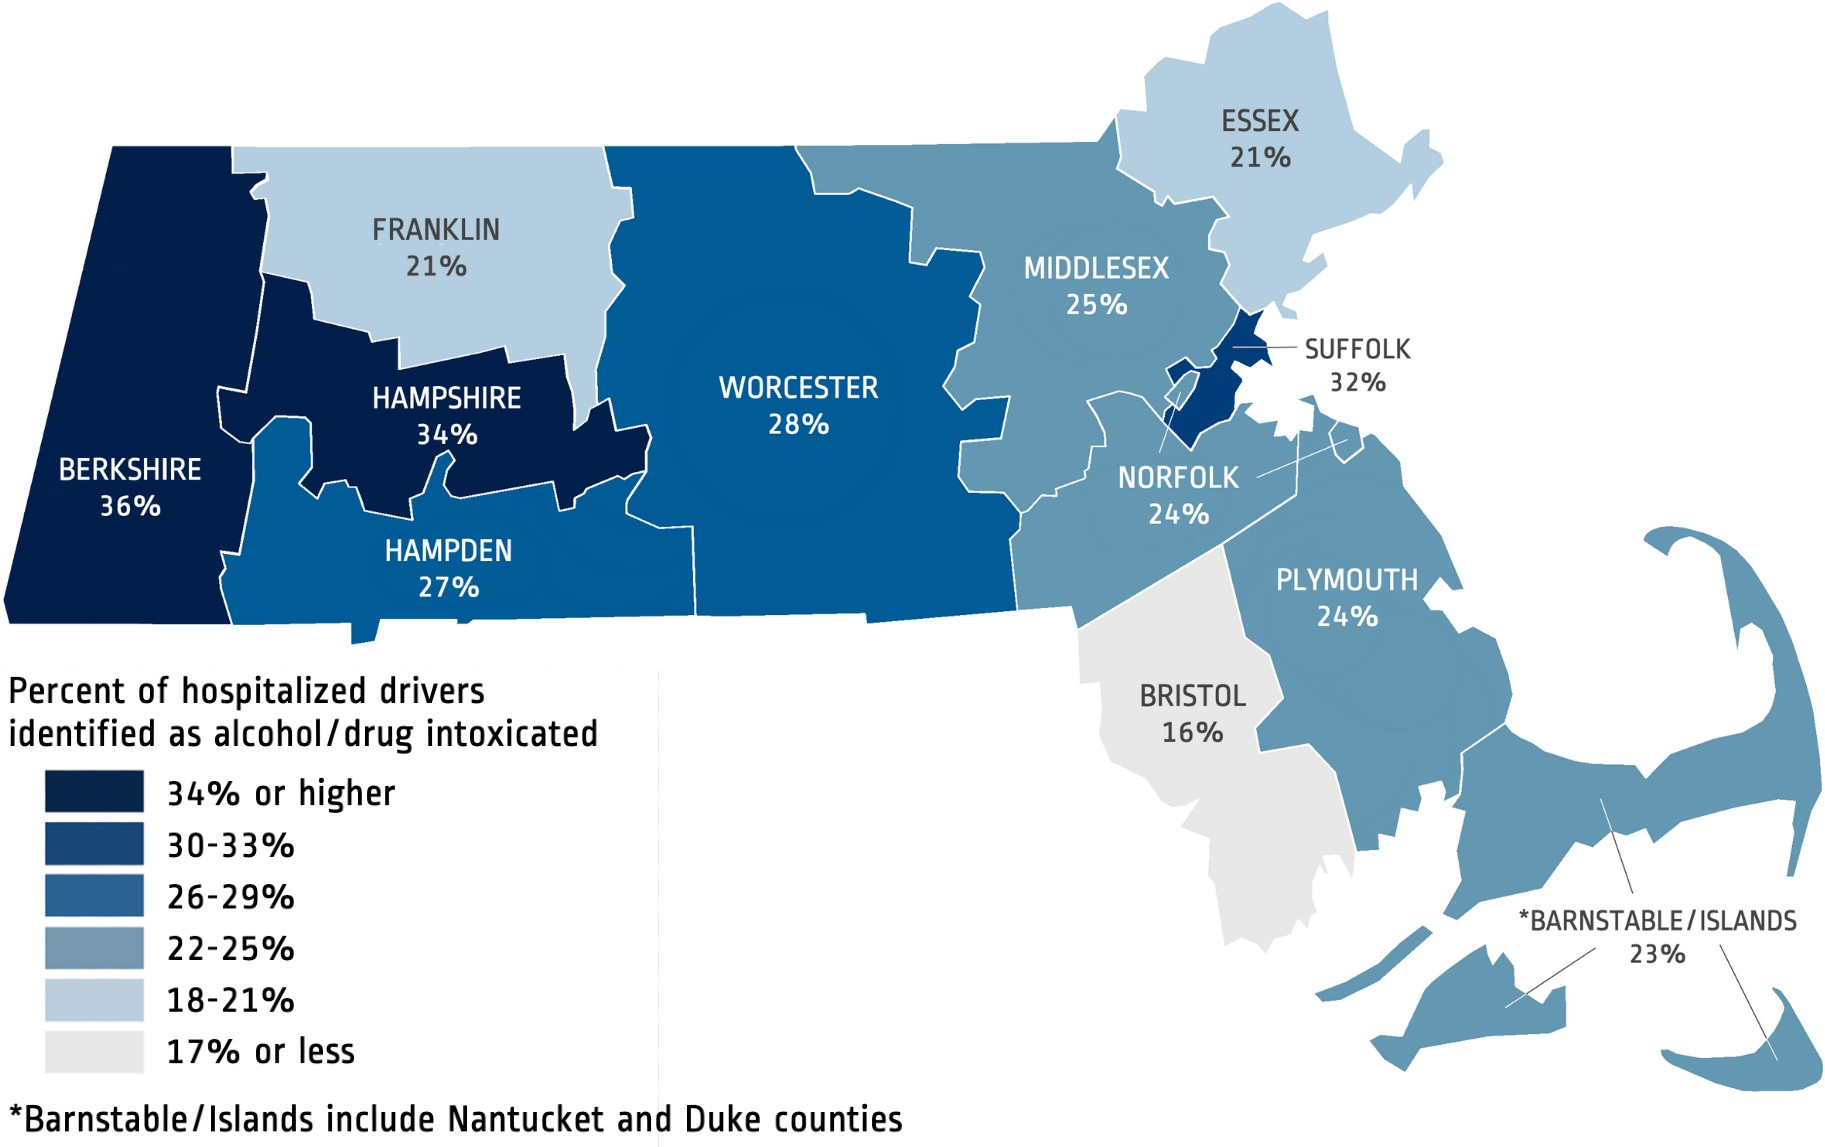 ESSEX
21%
FRANKLIN
21%
MIDDLESEX
25%
SUFFOLK
32%
HAMPSHIRE
34%
WORCESTER
28%
BERKSHIRE
36%
NORFOLK
24%
HAMPDEN
27%
PLYMOUTH
24%
BRISTOL
16%
*BARNSTABLE/ISLANDS
23%
Percent of hospitalized drivers
identified as alcohol/drug intoxicated
34% or higher
30-33%
26-29%
22-25%
18-21%
17% or less
*Barnstable/Islands include Nantucket and Duke counties